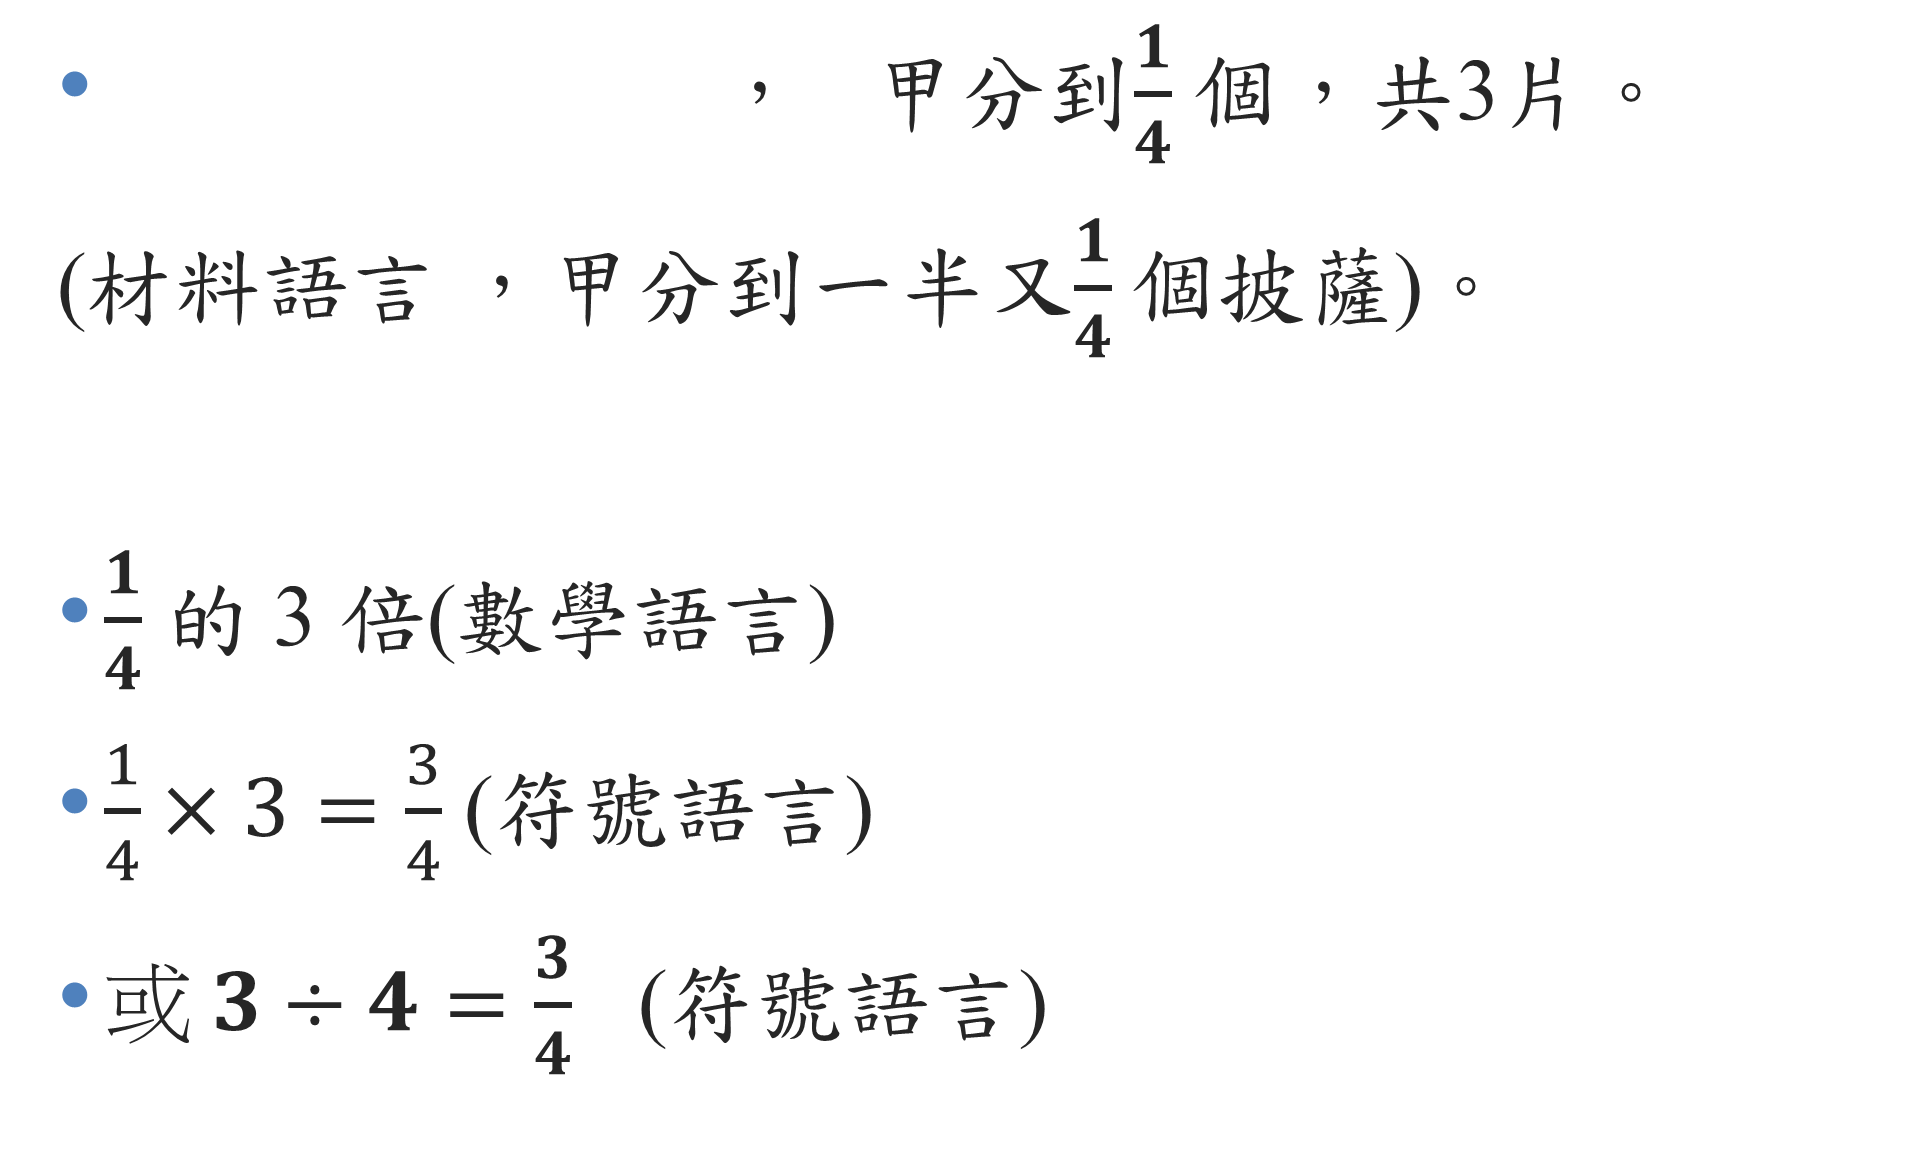 • ， 甲分到1/4個，共3片。
(材料語言 ，甲分到一半又1/4個披薩)。
• 1/4 的 3 倍(數學語言)
• 1/4 × 3 = 3/4 (符號語言)
• 或 3 ÷ 4 = 3/4 (符號語言)